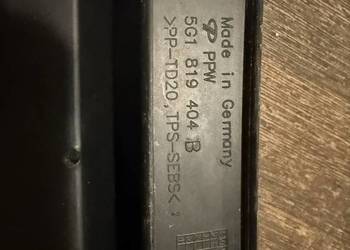 Made in Germany
PPW
5G1 819 404 B
>PP-TD20,TPS-SEBS<